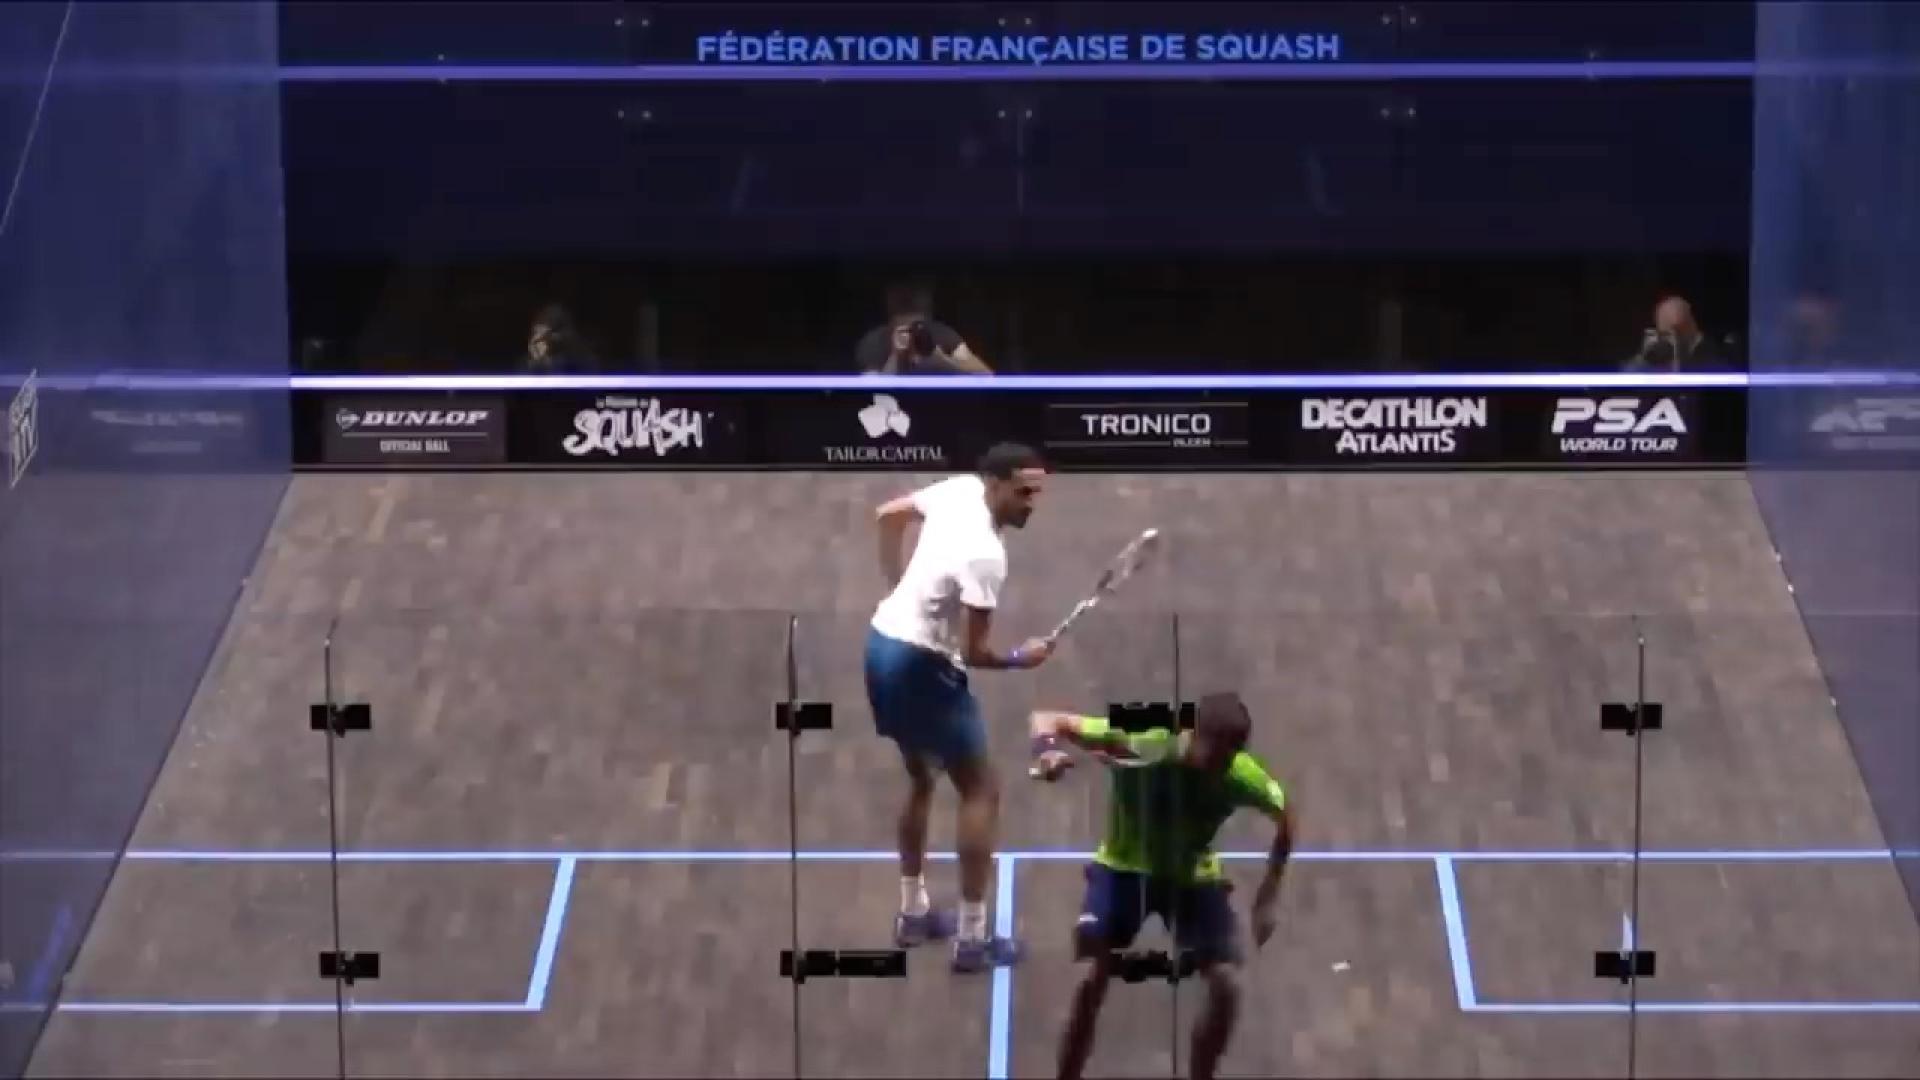 FÉDÉRATION FRANÇAISE DE SQUASH
DUNLOP
OFFICIAL BALL
SQUASH
TAILOR CAPITAL
TRONICO
DECATHLON
ATLANTIS
PSA
WORLD TOUR